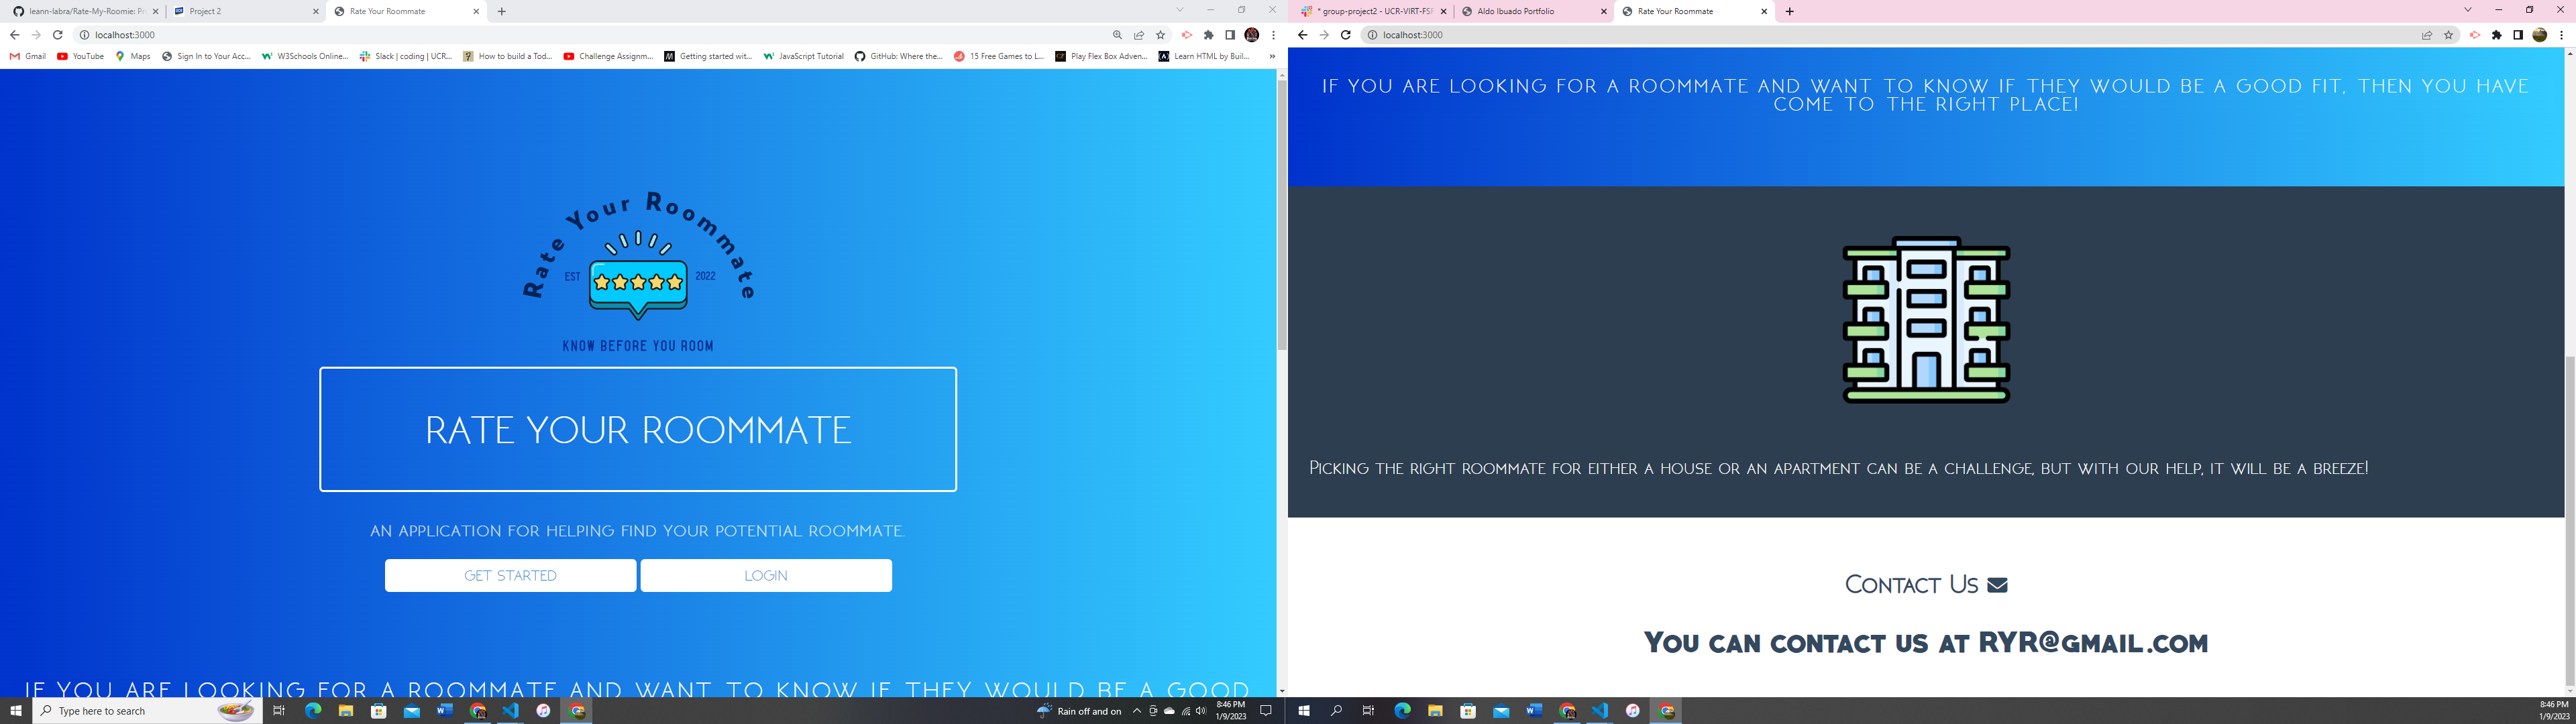 leann-labra/Rate-My-Roomie: Pr
Project 2
Rate Your Roommate
localhost:3000
Gmail
YouTube
Maps
Sign In to Your Acc...
W3Schools Online...
Slack | coding | UCR...
How to build a Tod...
Challenge Assignm...
Getting started wit...
JavaScript Tutorial
GitHub: Where the...
15 Free Games to L...
Play Flex Box Adven...
Learn HTML by Buil...
»
Rate Your Roommate
EST
2022
KNOW BEFORE YOU ROOM
RATE YOUR ROOMMATE
AN APPLICATION FOR HELPING FIND YOUR POTENTIAL ROOMMATE.
GET STARTED
LOGIN
IF YOU ARE LOOKING FOR A ROOMMATE AND WANT TO KNOW IF THEY WOULD BE A GOOD
Type here to search
Rain off and on
8:46 PM
1/9/2023
* group-project2 - UCR-VIRT-FSF
Aldo Ibuado Portfolio
Rate Your Roommate
localhost:3000
IF YOU ARE LOOKING FOR A ROOMMATE AND WANT TO KNOW IF THEY WOULD BE A GOOD FIT, THEN YOU HAVE
COME TO THE RIGHT PLACE!
Picking the right roommate for either a house or an apartment can be a challenge, but with our help, it will be a breeze!
Contact Us
You can contact us at RYR@gmail.com
8:46 PM
1/9/2023